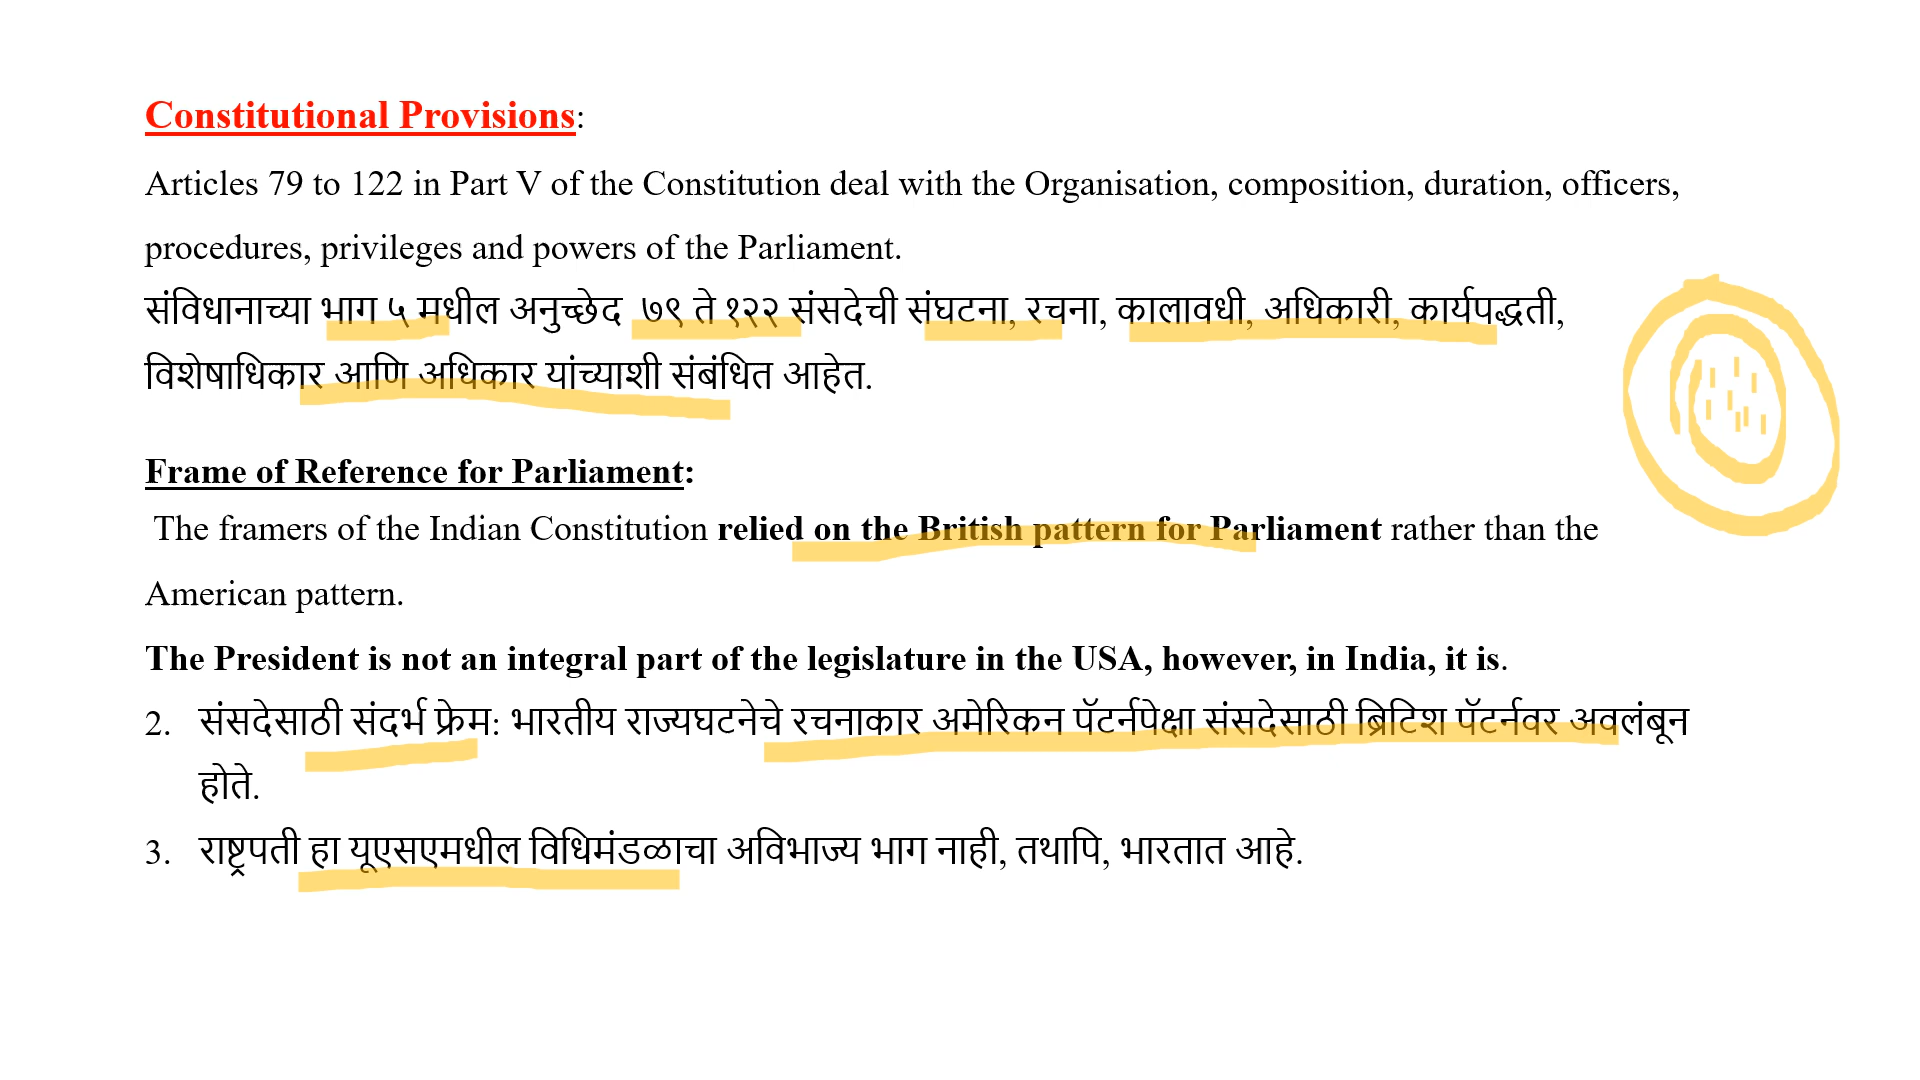 Constitutional Provisions:
Articles 79 to 122 in Part V of the Constitution deal with the Organisation, composition, duration, officers,
procedures, privileges and powers of the Parliament.
संविधानाच्या भाग ५ मधील अनुच्छेद ७९ ते १२२ संसदेची संघटना, रचना, कालावधी, अधिकारी, कार्यपद्धती,
विशेषाधिकार आणि अधिकार यांच्याशी संबंधित आहेत.
Frame of Reference for Parliament:
The framers of the Indian Constitution relied on the British pattern for Parliament rather than the
American pattern.
The President is not an integral part of the legislature in the USA, however, in India, it is.
2. संसदेसाठी संदर्भ फ्रेम: भारतीय राज्यघटनेचे रचनाकार अमेरिकन पॅटर्नपेक्षा संसदेसाठी ब्रिटिश पॅटर्नवर अवलंबून
होते.
3. राष्ट्रपती हा यूएसएमधील विधिमंडळाचा अविभाज्य भाग नाही, तथापि, भारतात आहे.